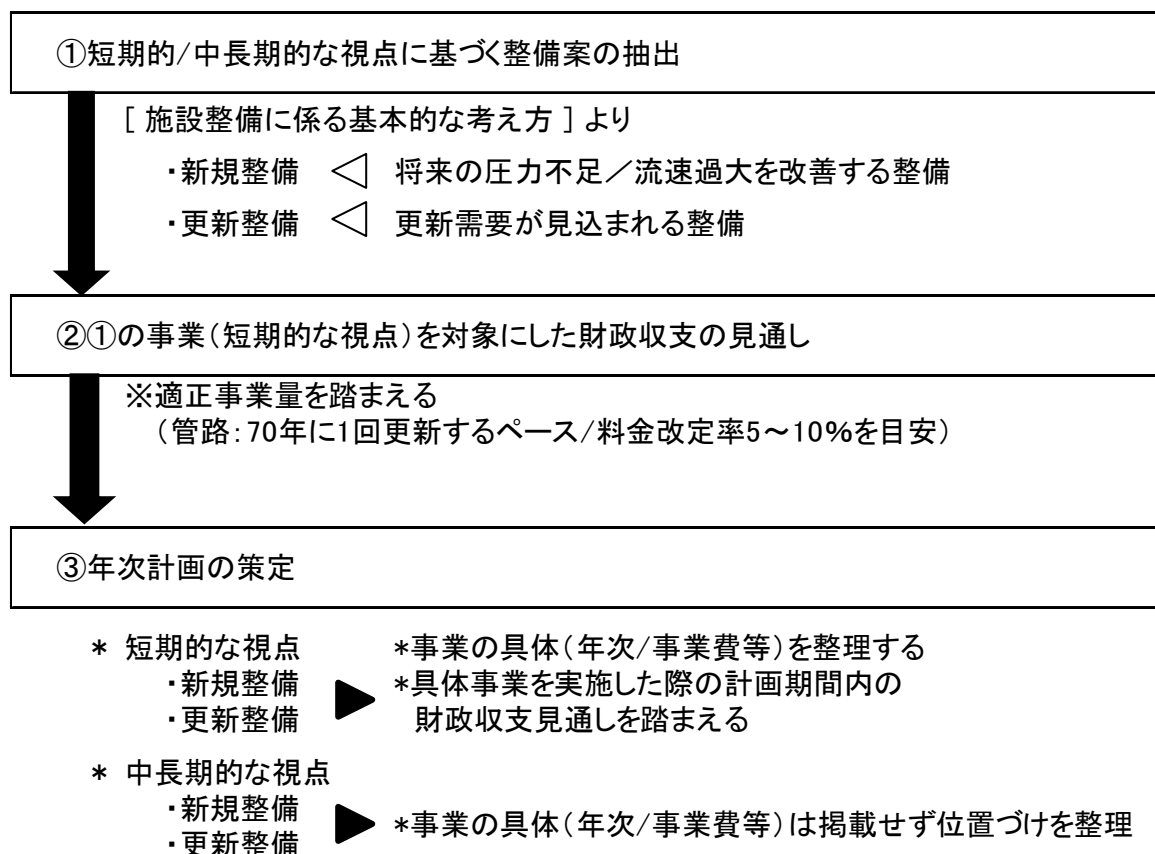 ①短期的/中長期的な視点に基づく整備案の抽出
[ 施設整備に係る基本的な考え方 ] より
・新規整備 ◁ 将来の圧力不足／流速過大を改善する整備
・更新整備 ◁ 更新需要が見込まれる整備
②①の事業（短期的な視点）を対象にした財政収支の見通し
※適正事業量を踏まえる
（管路：70年に1回更新するペース/料金改定率5～10%を目安）
③年次計画の策定
* 短期的な視点 *事業の具体（年次/事業費等）を整理する
・新規整備 *具体事業を実施した際の計画期間内の
・更新整備 財政収支見通しを踏まえる
* 中長期的な視点
・新規整備 *事業の具体（年次/事業費等）は掲載せず位置づけを整理
・更新整備